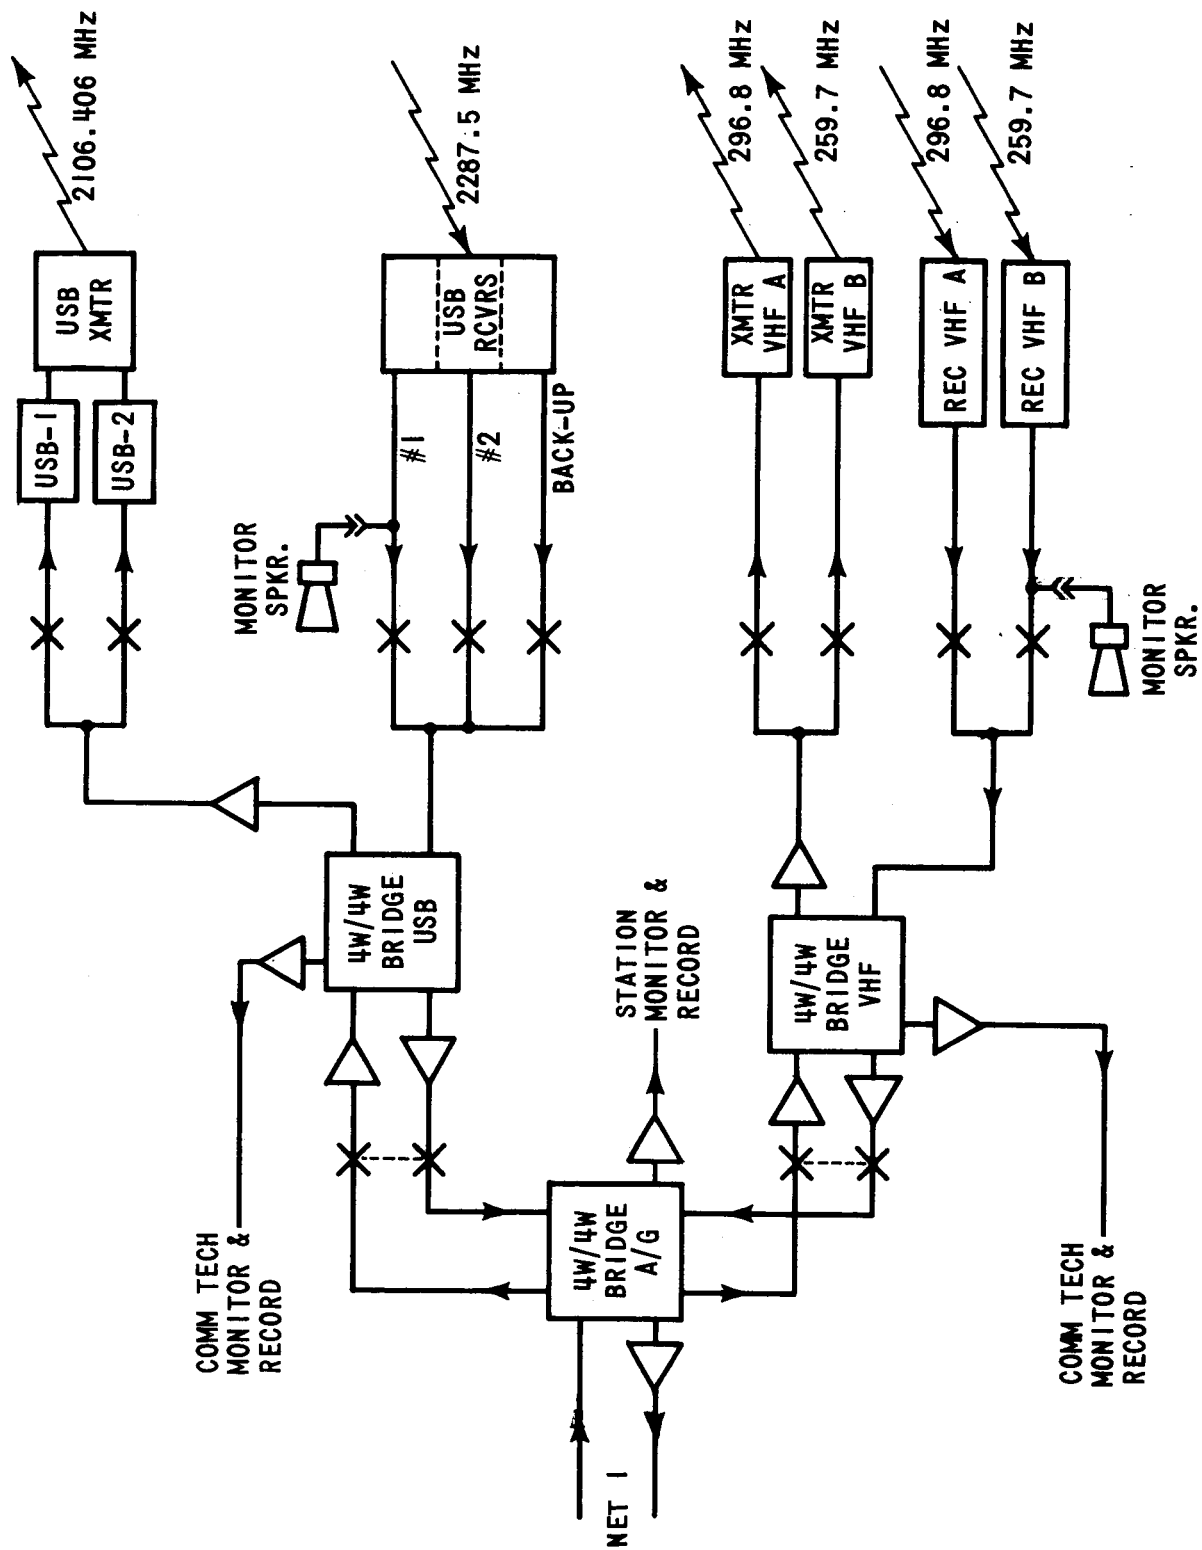 2106.406 MHz
USB
XMTR
USB-1
USB-2
2287.5 MHz
USB
RCVRS
#1
#2
BACK-UP
MONITOR
SPKR.
4W/4W
BRIDGE
USB
COMM TECH
MONITOR &
RECORD
STATION
MONITOR &
RECORD
4W/4W
BRIDGE
A/G
NET 1
296.8 MHz
259.7 MHz
XMTR
VHF A
XMTR
VHF B
296.8 MHz
259.7 MHz
REC VHF A
REC VHF B
MONITOR
SPKR.
4W/4W
BRIDGE
VHF
COMM TECH
MONITOR &
RECORD